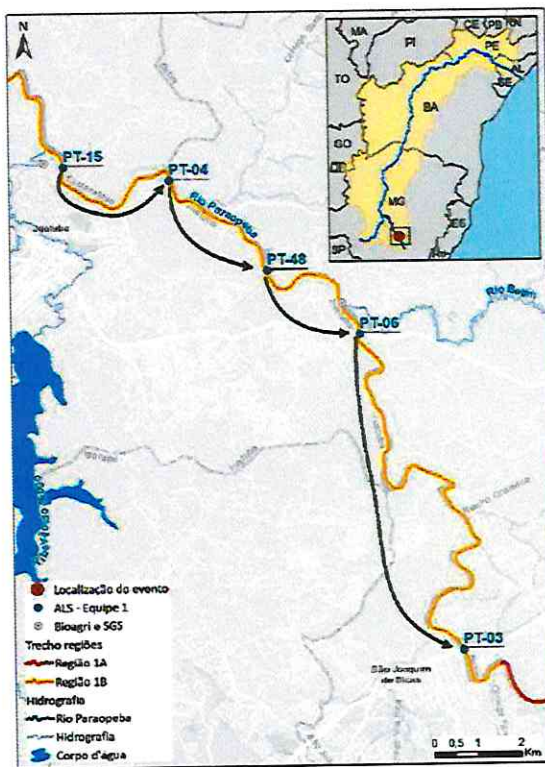 N
MA
PI
CE
PB
RN
PE
AL
SE
TO
BA
GO
DF
MG
ES
SP
RJ
PT-15
PT-04
Rio Paraopeba
PT-48
PT-06
Rio Betim
PT-03
São Joaquim
de Bicas
Localização do evento
ALS - Equipe 1
Bioagri e SGS
Trecho regiões
Região 1A
Região 1B
Hidrografia
Rio Paraopeba
Hidrografia
Corpo d'água
0 0,5 1 2
Km